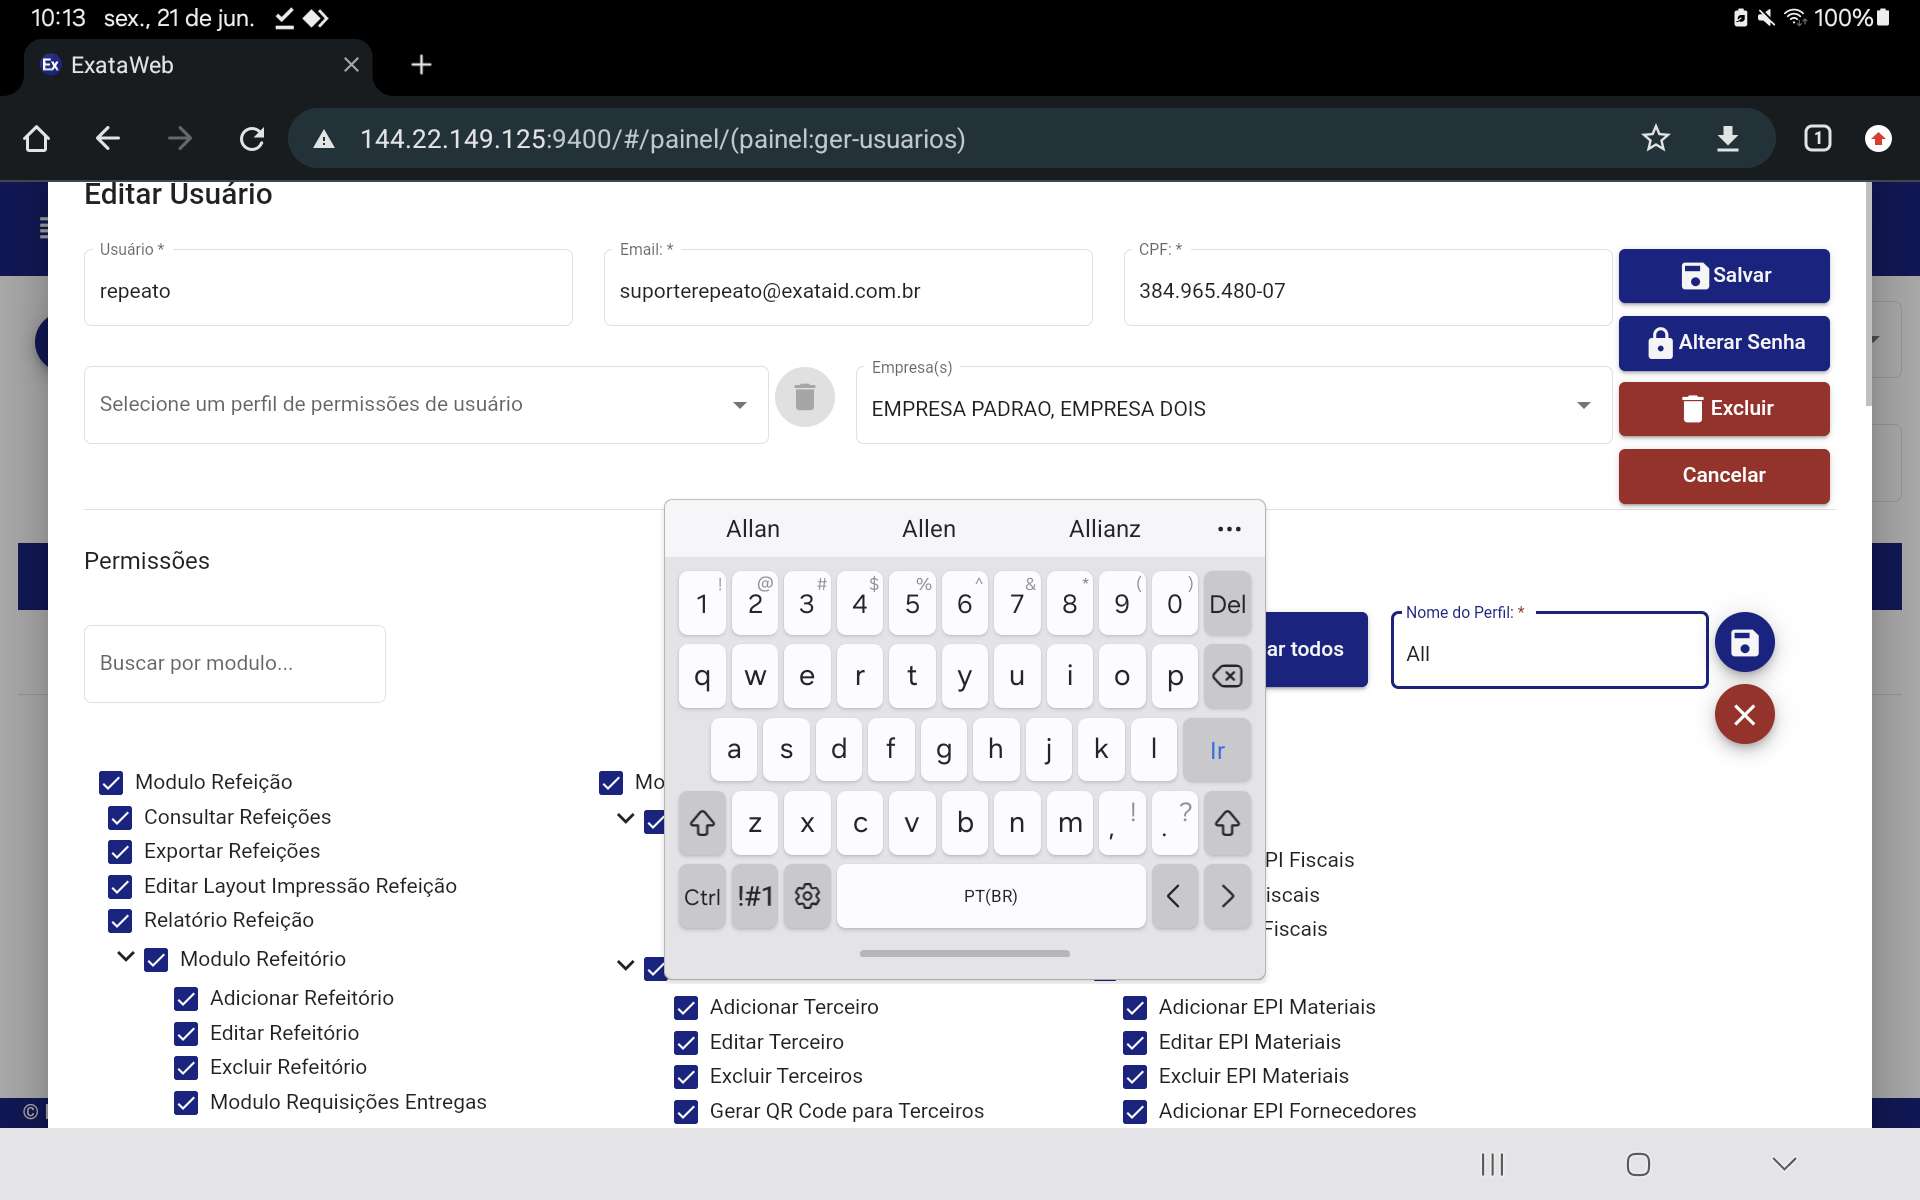 10:13 sex., 21 de jun. 100%
Ex ExataWeb
144.22.149.125:9400/#/painel/(painel:ger-usuarios) 1
Editar Usuário
Usuário * Email: * CPF: *
repeato suporterepeato@exataid.com.br 384.965.480-07
Salvar
Alterar Senha
Empresa(s)
Selecione um perfil de permissões de usuário EMPRESA PADRAO, EMPRESA DOIS
Excluir
Cancelar
Permissões
Buscar por modulo...
ar todos
Nome do Perfil: *
All
Allan Allen Allianz
! @ # $ % ^ & * ( )
1 2 3 4 5 6 7 8 9 0 Del
q w e r t y u i o p
a s d f g h j k l Ir
z x c v b n m , ! . ?
Ctrl !#1 PT(BR)
Modulo Refeição
Consultar Refeições
Exportar Refeições
Editar Layout Impressão Refeição
Relatório Refeição
Modulo Refeitório
Adicionar Refeitório
Editar Refeitório
Excluir Refeitório
Modulo Requisições Entregas
Mo
Adicionar Terceiro
Editar Terceiro
Excluir Terceiros
Gerar QR Code para Terceiros
PI Fiscais
iscais
Fiscais
Adicionar EPI Materiais
Editar EPI Materiais
Excluir EPI Materiais
Adicionar EPI Fornecedores
©